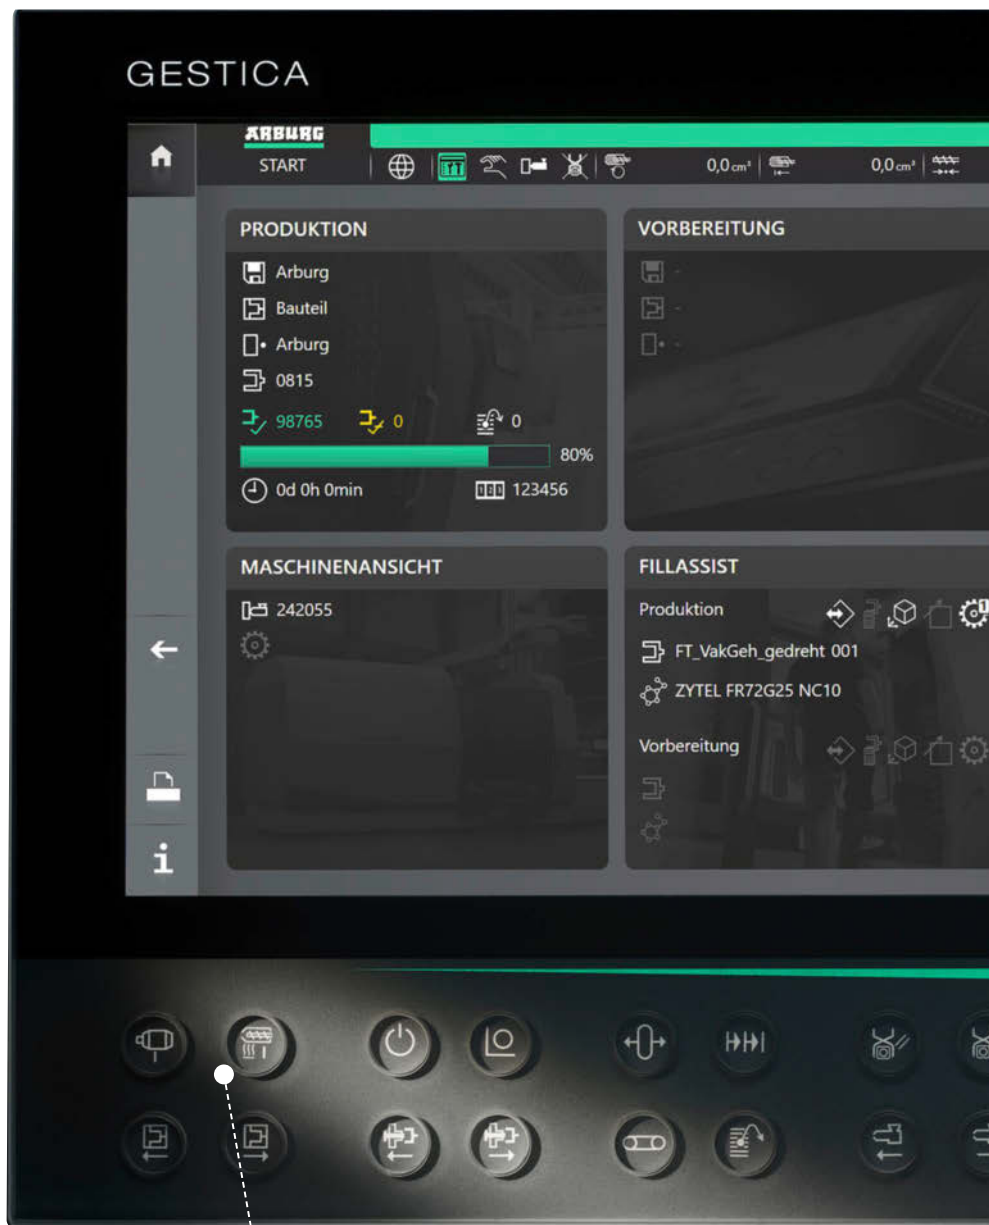 GESTICA
ARBURG
START
0,0 cm³
0,0 cm³
PRODUKTION
Arburg
Bauteil
Arburg
0815
98765
0
0
80%
0d 0h 0min
123456
VORBEREITUNG
-
-
-
MASCHINENANSICHT
242055
FILLASSIST
Produktion
1
FT_VakGeh_gedreht 001
ZYTEL FR72G25 NC10
Vorbereitung
i